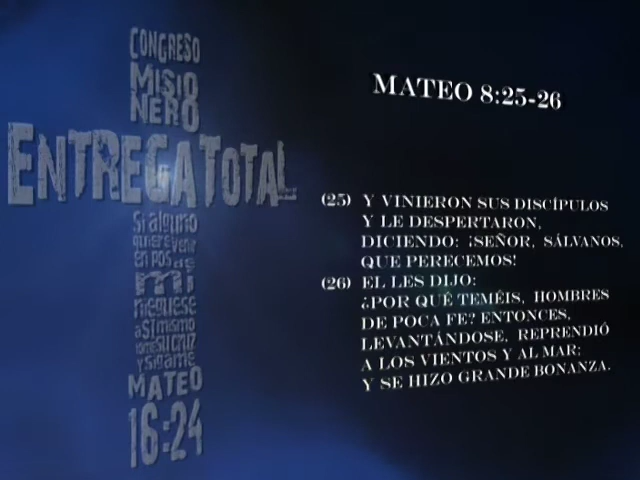 CONGRESO
MISIO
NERO
ENTREGA TOTAL
Si alguno
quiere venir
en pos de
mi
nieguese
a Si mismo
tome su cruz
y sigame
MATEO
16:24
MATEO 8:25-26
(25) Y VINIERON SUS DISCÍPULOS
Y LE DESPERTARON,
DICIENDO: ¡SEÑOR, SÁLVANOS,
QUE PERECEMOS!
(26) EL LES DIJO:
¿POR QUÉ TEMÉIS, HOMBRES
DE POCA FE? ENTONCES,
LEVANTÁNDOSE, REPRENDIÓ
A LOS VIENTOS Y AL MAR;
Y SE HIZO GRANDE BONANZA.